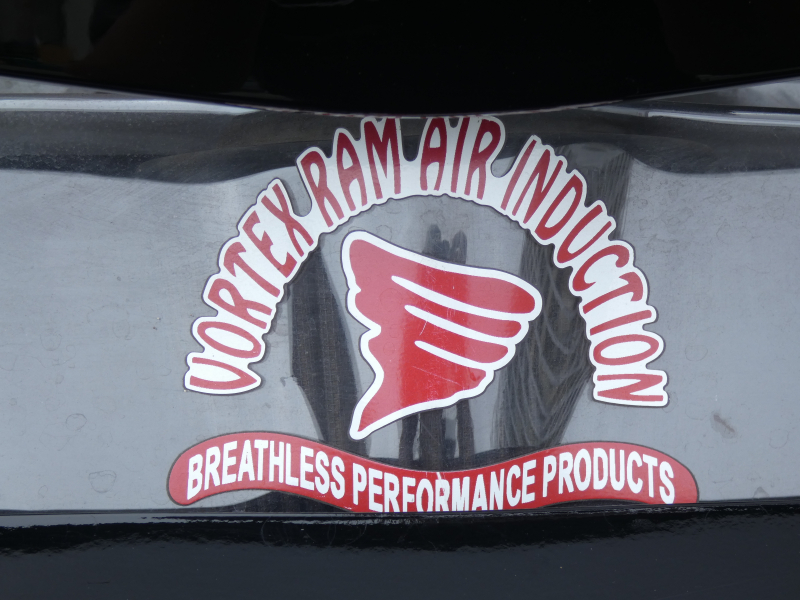 VORTEX RAM AIR INDUCTION
BREATHLESS PERFORMANCE PRODUCTS